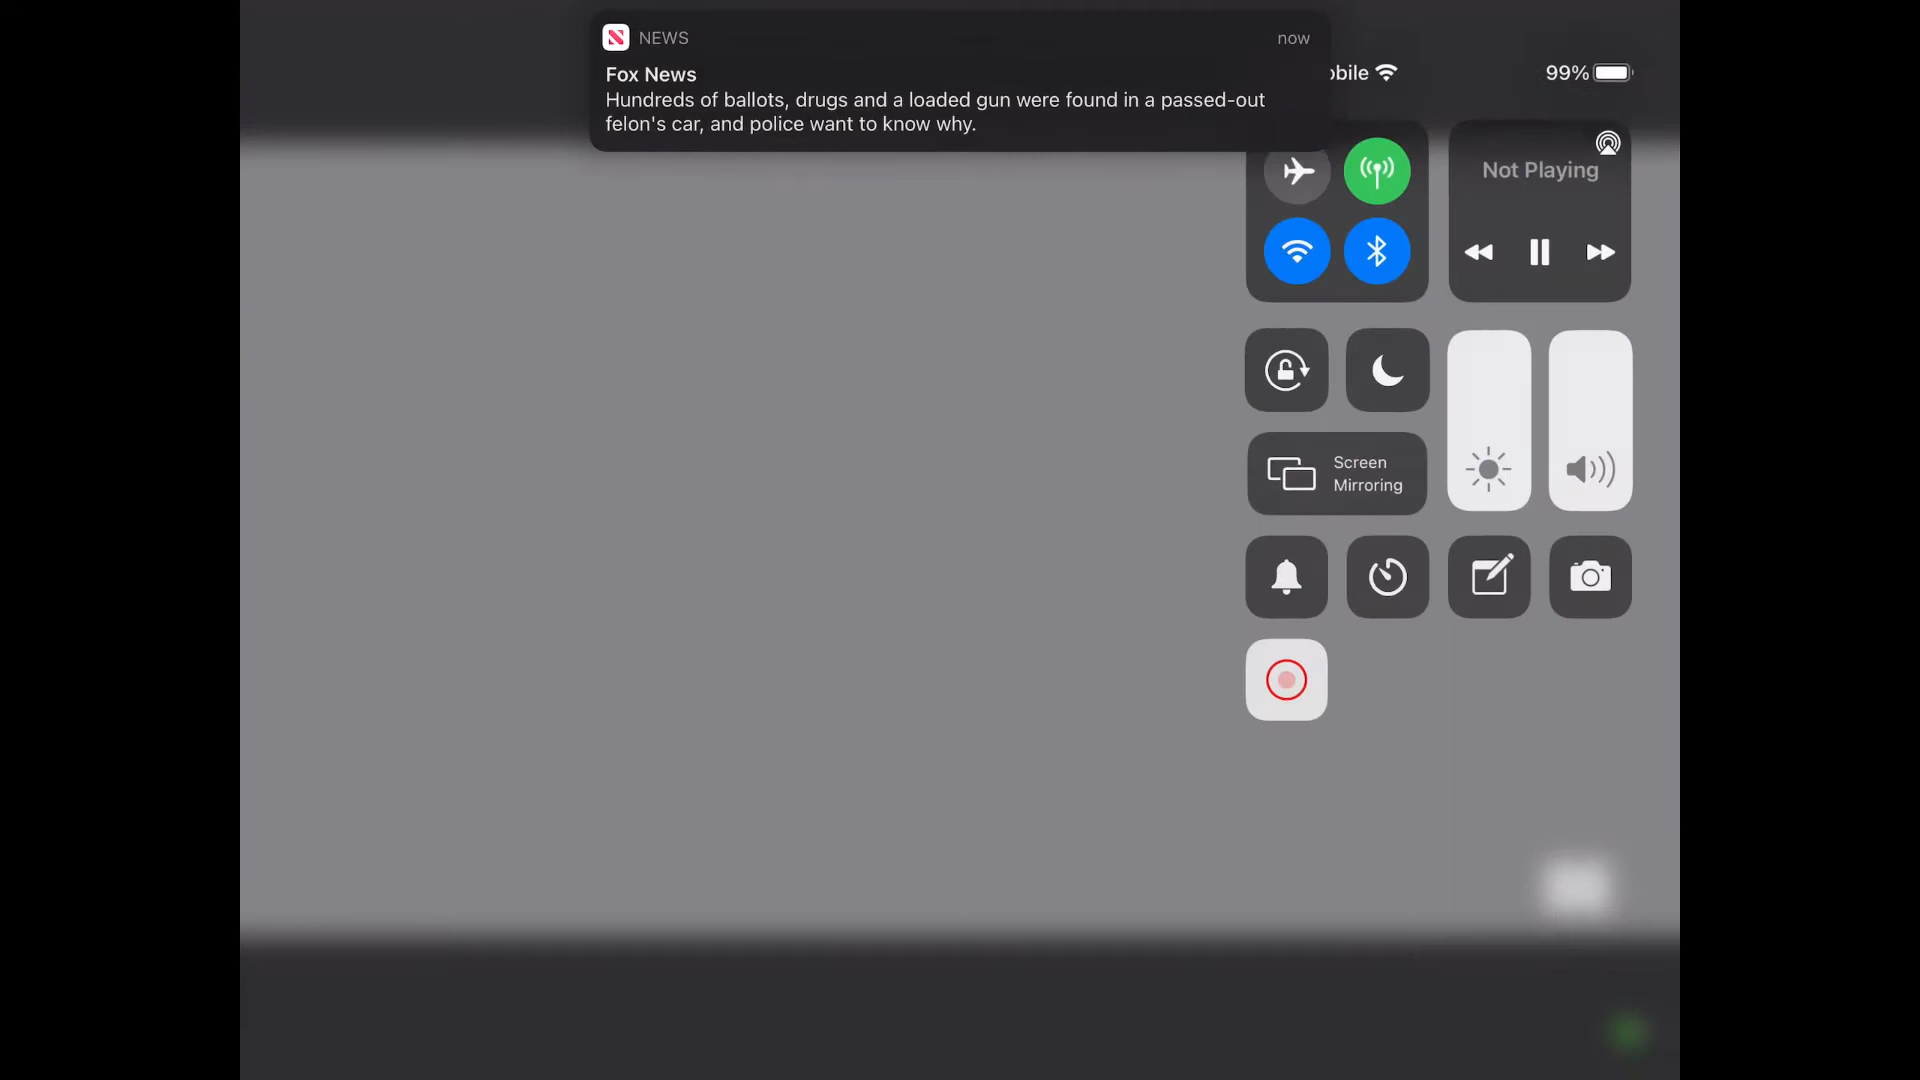 NEWS
now
Fox News
Hundreds of ballots, drugs and a loaded gun were found in a passed-out
felon's car, and police want to know why.
obile
99%
Not Playing
Screen
Mirroring